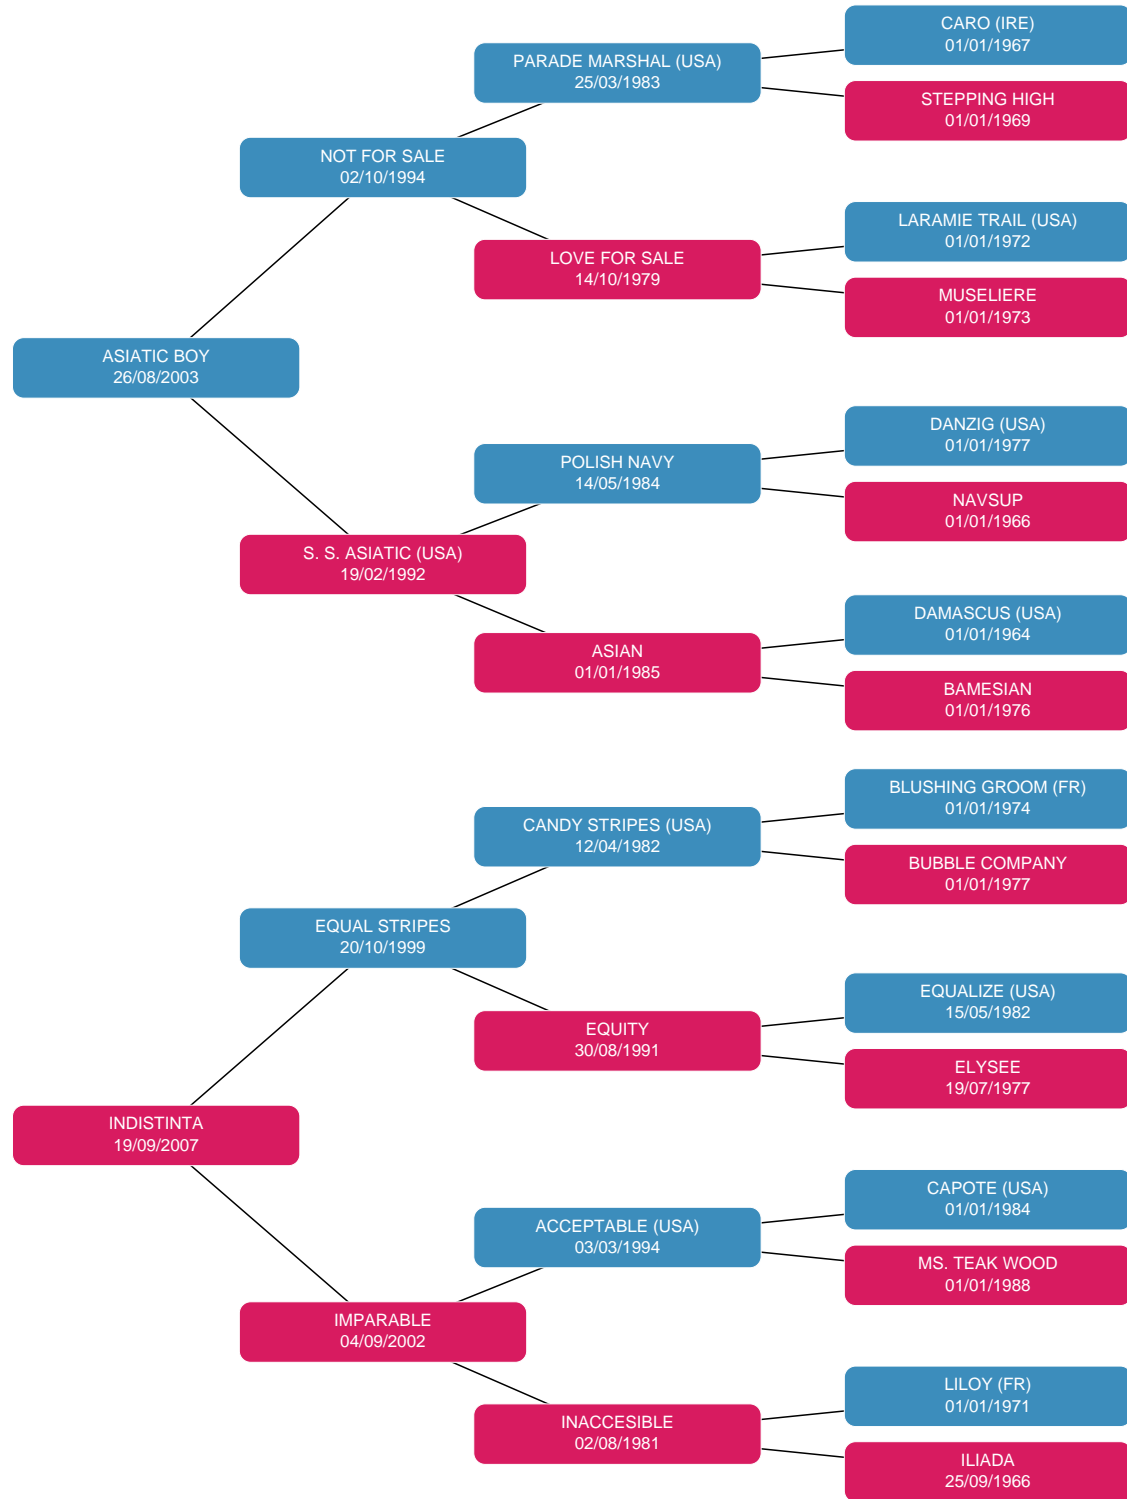 CARO (IRE)
01/01/1967
PARADE MARSHAL (USA)
25/03/1983
STEPPING HIGH
01/01/1969
NOT FOR SALE
02/10/1994
LARAMIE TRAIL (USA)
01/01/1972
LOVE FOR SALE
14/10/1979
MUSELIERE
01/01/1973
ASIATIC BOY
26/08/2003
DANZIG (USA)
01/01/1977
POLISH NAVY
14/05/1984
NAVSUP
01/01/1966
S. S. ASIATIC (USA)
19/02/1992
DAMASCUS (USA)
01/01/1964
ASIAN
01/01/1985
BAMESIAN
01/01/1976
BLUSHING GROOM (FR)
01/01/1974
CANDY STRIPES (USA)
12/04/1982
BUBBLE COMPANY
01/01/1977
EQUAL STRIPES
20/10/1999
EQUALIZE (USA)
15/05/1982
EQUITY
30/08/1991
ELYSEE
19/07/1977
INDISTINTA
19/09/2007
CAPOTE (USA)
01/01/1984
ACCEPTABLE (USA)
03/03/1994
MS. TEAK WOOD
01/01/1988
IMPARABLE
04/09/2002
LILOY (FR)
01/01/1971
INACCESIBLE
02/08/1981
ILIADA
25/09/1966